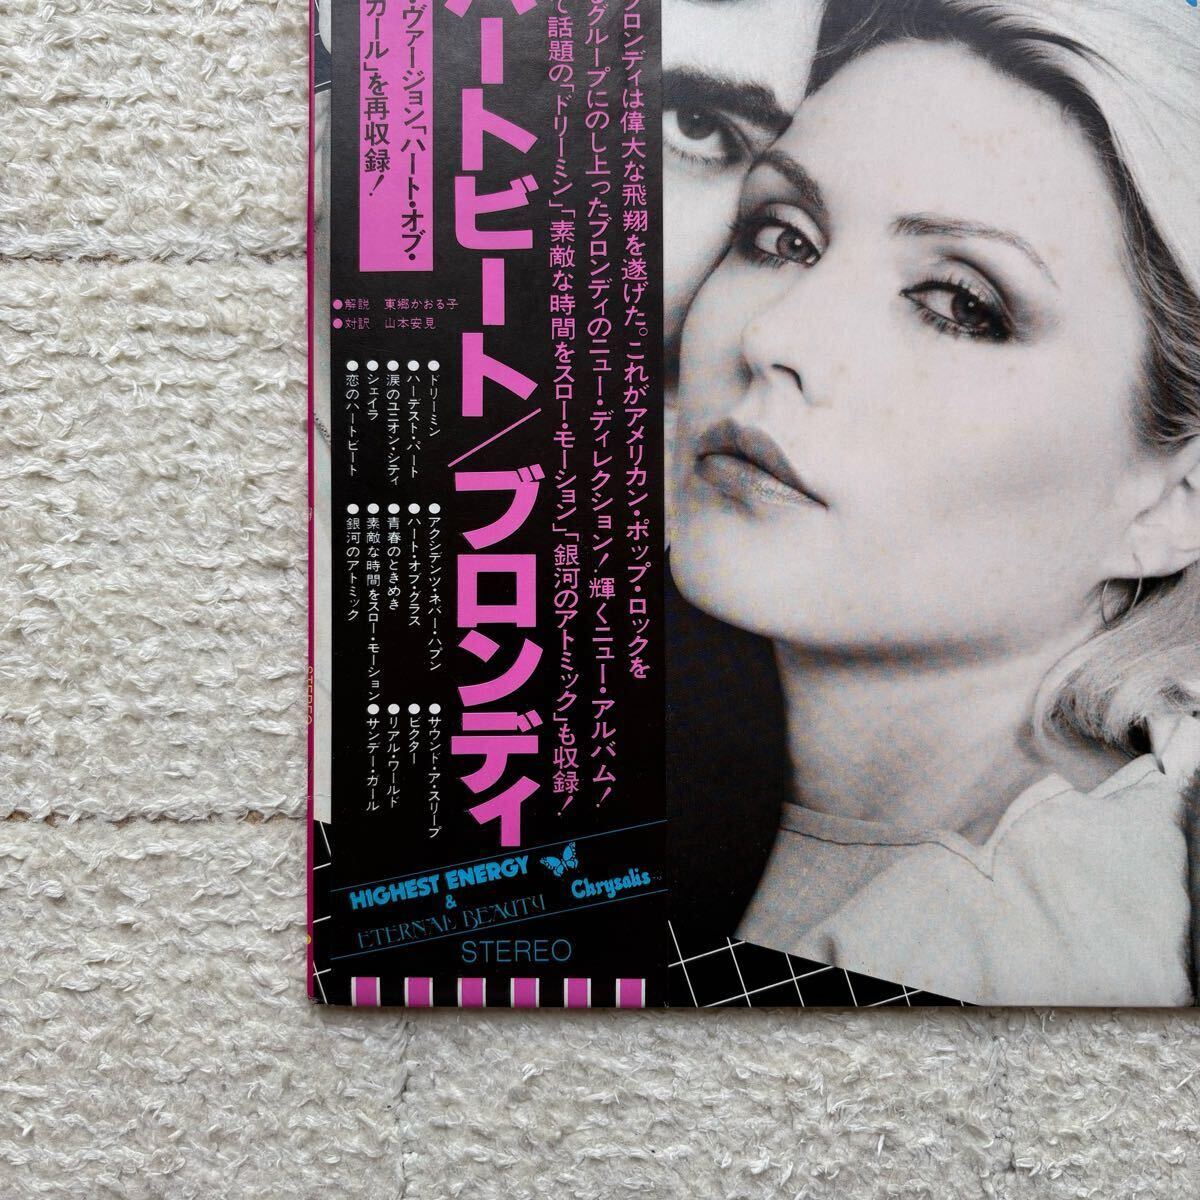 ブロンディは偉大な飛翔を遂げた。これがアメリカン・ポップ・ロックを
グループにのし上ったブロンディのニュー・ディレクション!輝くニュー・アルバム!
て話題の「ドリーミン」「素敵な時間をスロー・モーション」「銀河のアトミック」も収録!
ハートビート/ブロンディ
・ヴァージョン「ハート・オブ・
ガール」を再収録!
●解説 東郷かおる子
●対訳 山本安見
●ドリーミン
●ハーデスト・パート
●涙のユニオン・シティ
●シェイラ
●恋のハートビート
●アクシデンツ・ネバー・ハプン
●ハート・オブ・グラス
●青春のときめき
●素敵な時間をスロー・モーション
●銀河のアトミック
●サウンド・ア・スリープ
●ビクター
●リアル・ワールド
●サンデー・ガール
HIGHEST ENERGY
&
ETERNAL BEAUTY
Chrysalis
STEREO
STEREO